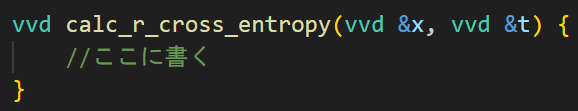 vvd calc_r_cross_entropy(vvd &x, vvd &t) {
    //ここに書く
}